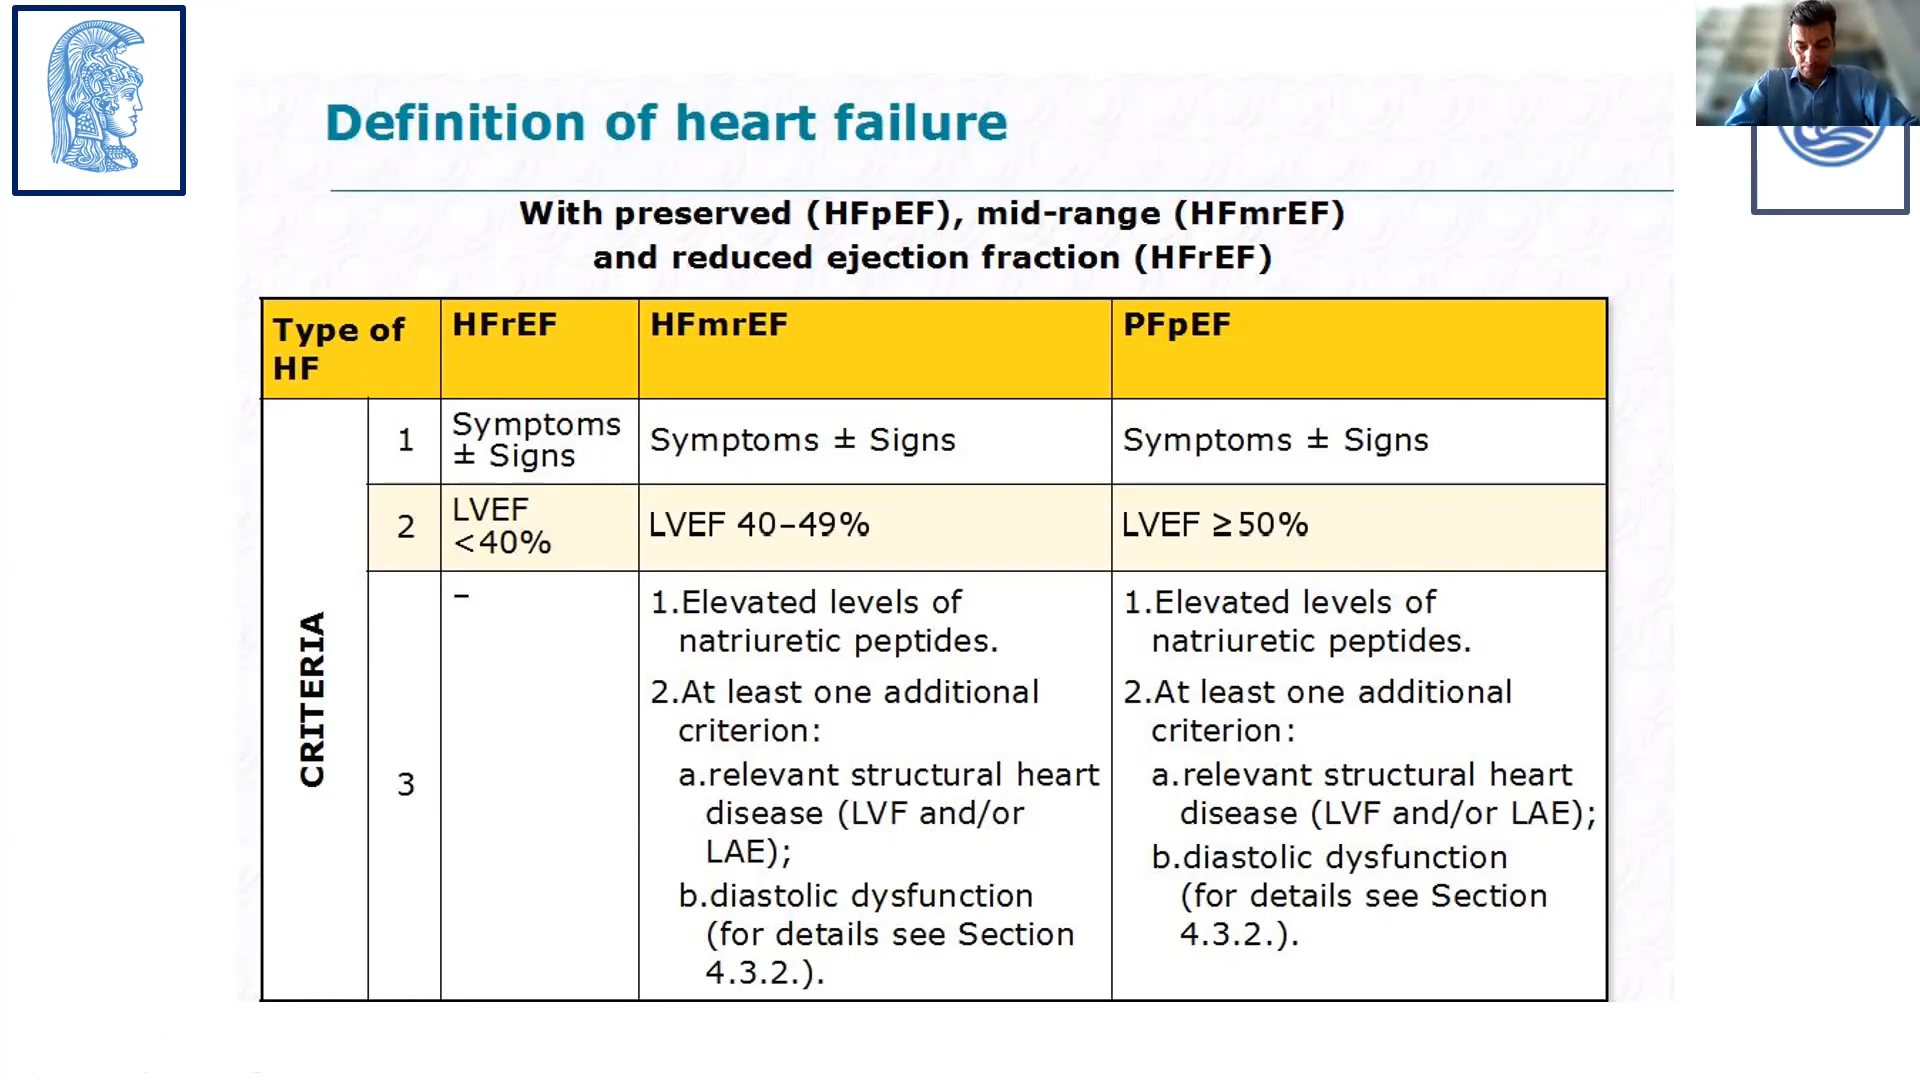 Definition of heart failure
With preserved (HFpEF), mid-range (HFmrEF)
and reduced ejection fraction (HFrEF)
Type of
HF
HFrEF
HFmrEF
PFpEF
CRITERIA
1
Symptoms
± Signs
Symptoms ± Signs
Symptoms ± Signs
2
LVEF
<40%
LVEF 40–49%
LVEF ≥50%
3
–
1.Elevated levels of
natriuretic peptides.
2.At least one additional
criterion:
a.relevant structural heart
disease (LVF and/or
LAE);
b.diastolic dysfunction
(for details see Section
4.3.2.).
1.Elevated levels of
natriuretic peptides.
2.At least one additional
criterion:
a.relevant structural heart
disease (LVF and/or LAE);
b.diastolic dysfunction
(for details see Section
4.3.2.).